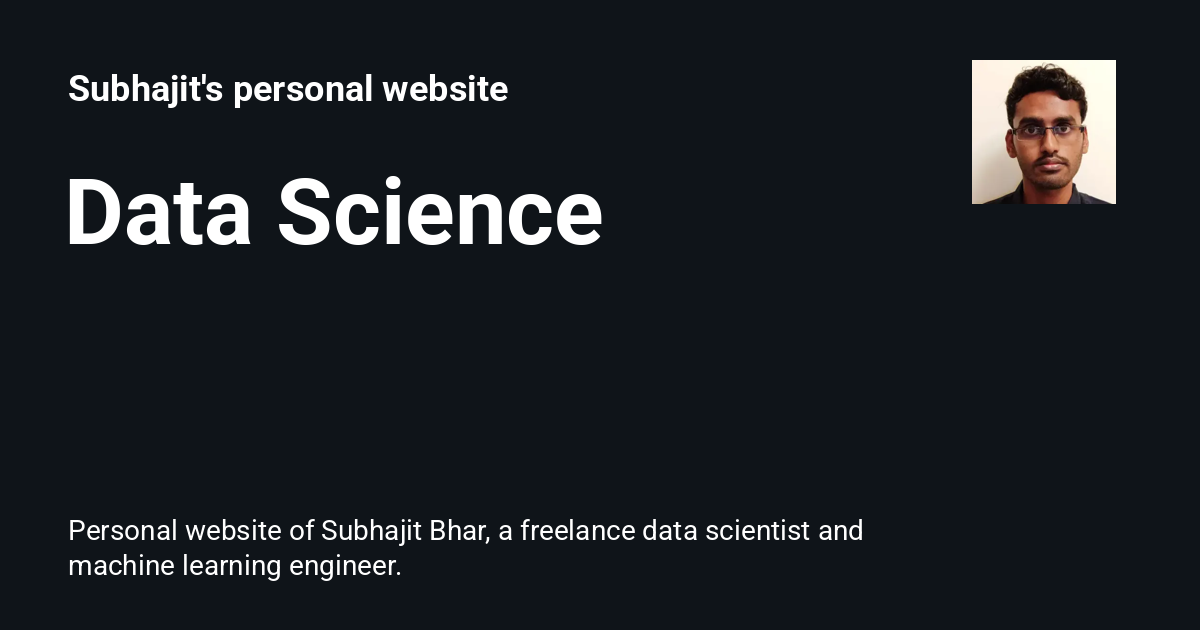 Subhajit's personal website
Data Science
Personal website of Subhajit Bhar, a freelance data scientist and
machine learning engineer.